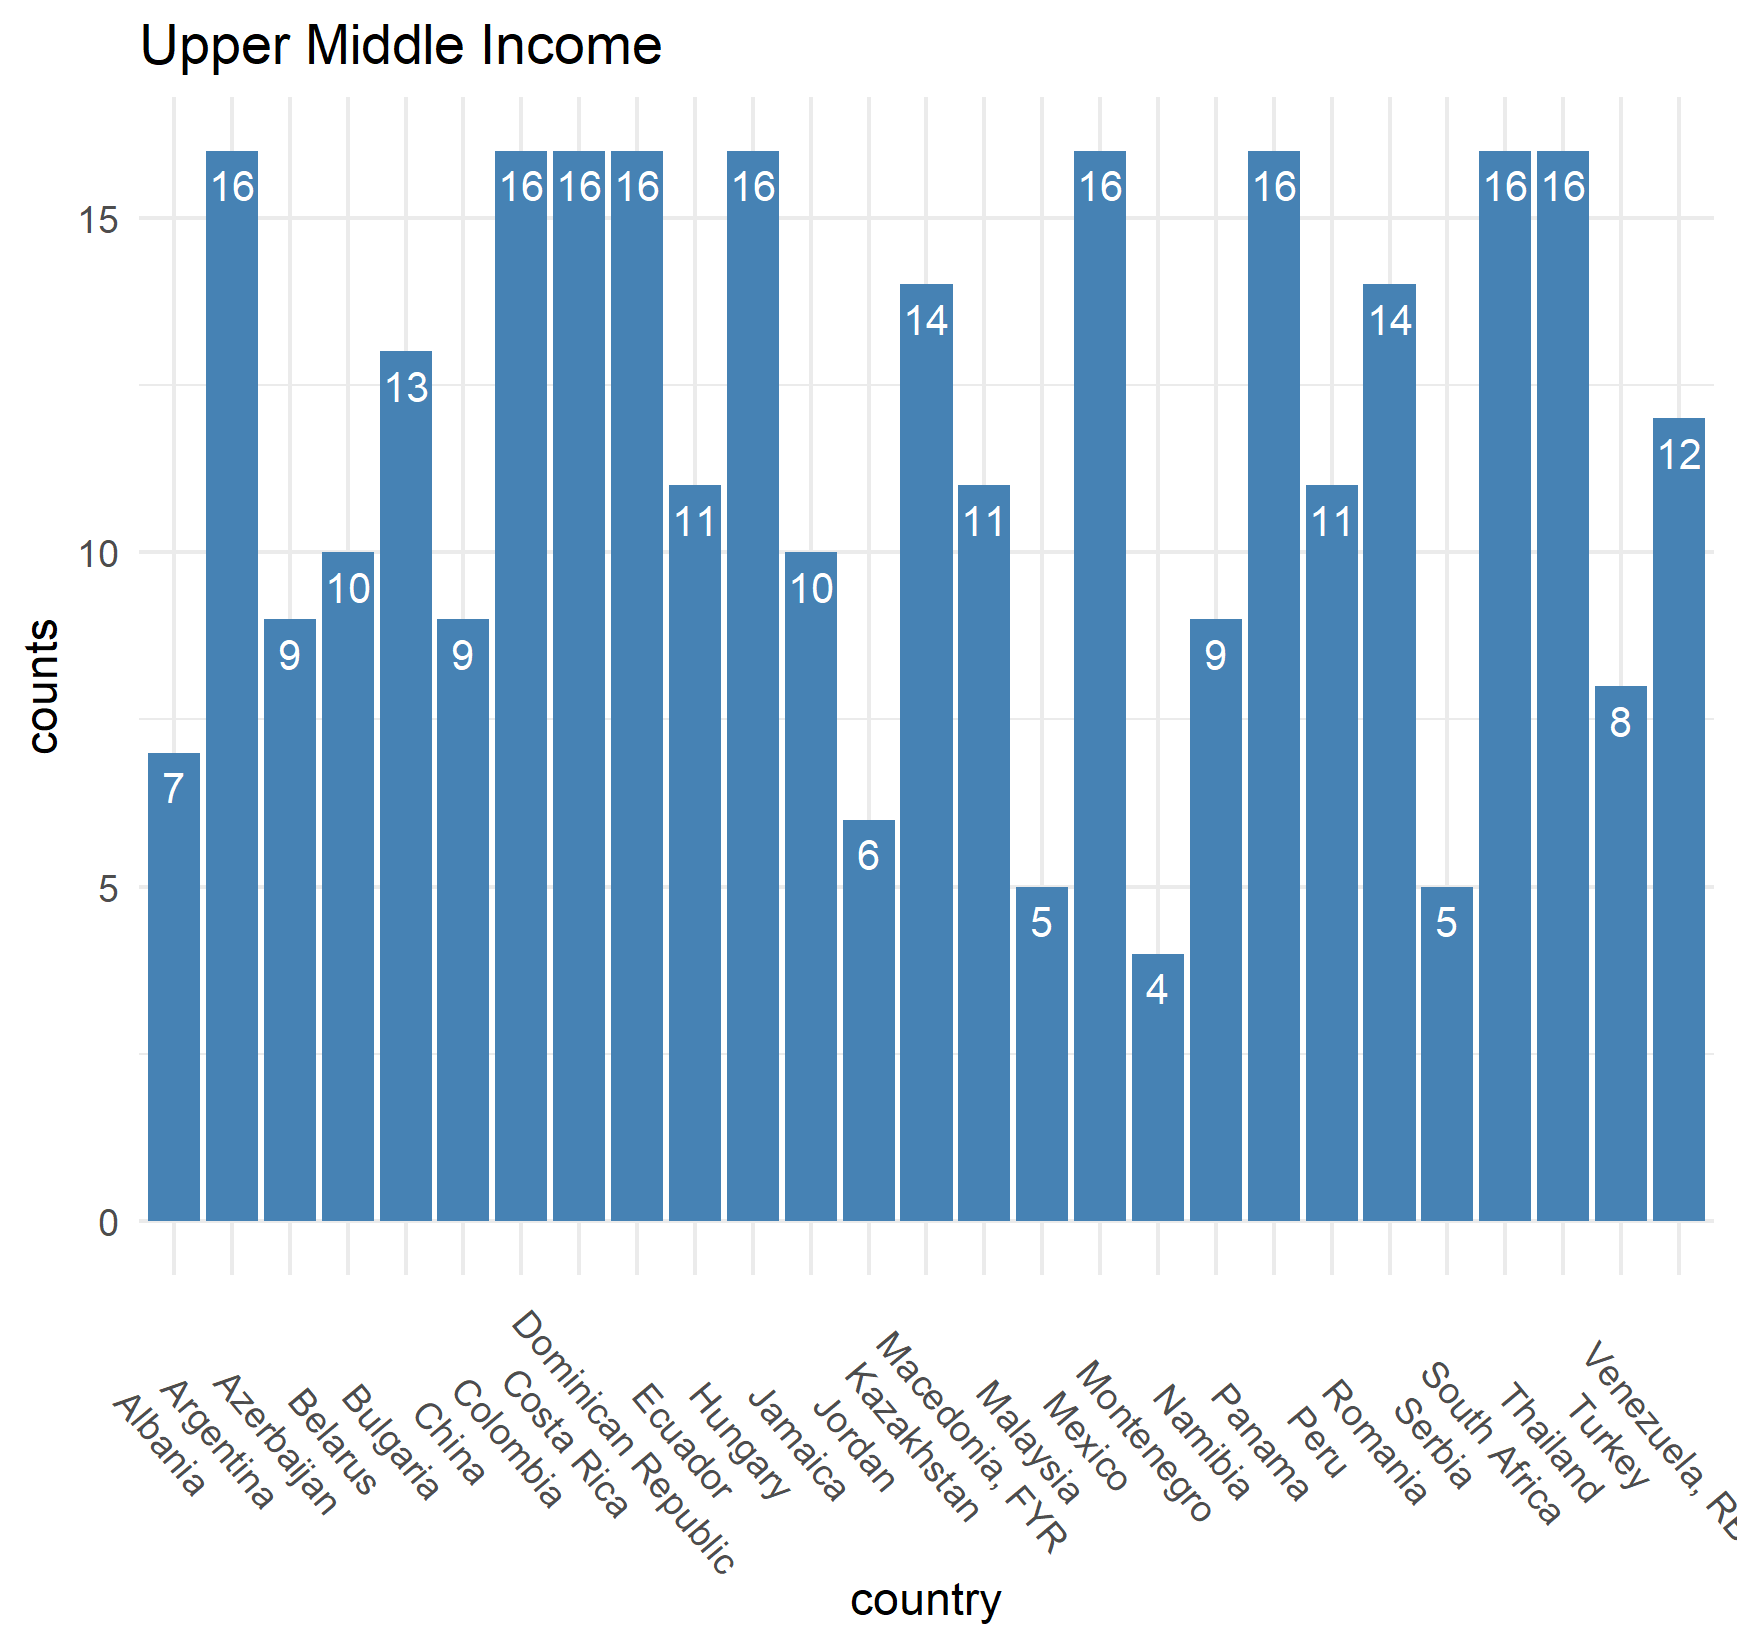 Upper Middle Income
counts
15
10
5
0
7
16
9
10
13
9
16
16
16
11
16
10
6
14
11
5
16
4
9
16
11
14
5
16
16
8
12
Albania
Argentina
Azerbaijan
Belarus
Bulgaria
China
Colombia
Costa Rica
Dominican Republic
Ecuador
Hungary
Jamaica
Jordan
Kazakhstan
Macedonia, FYR
Malaysia
Mexico
Montenegro
Namibia
Panama
Peru
Romania
Serbia
South Africa
Thailand
Turkey
Venezuela,
country